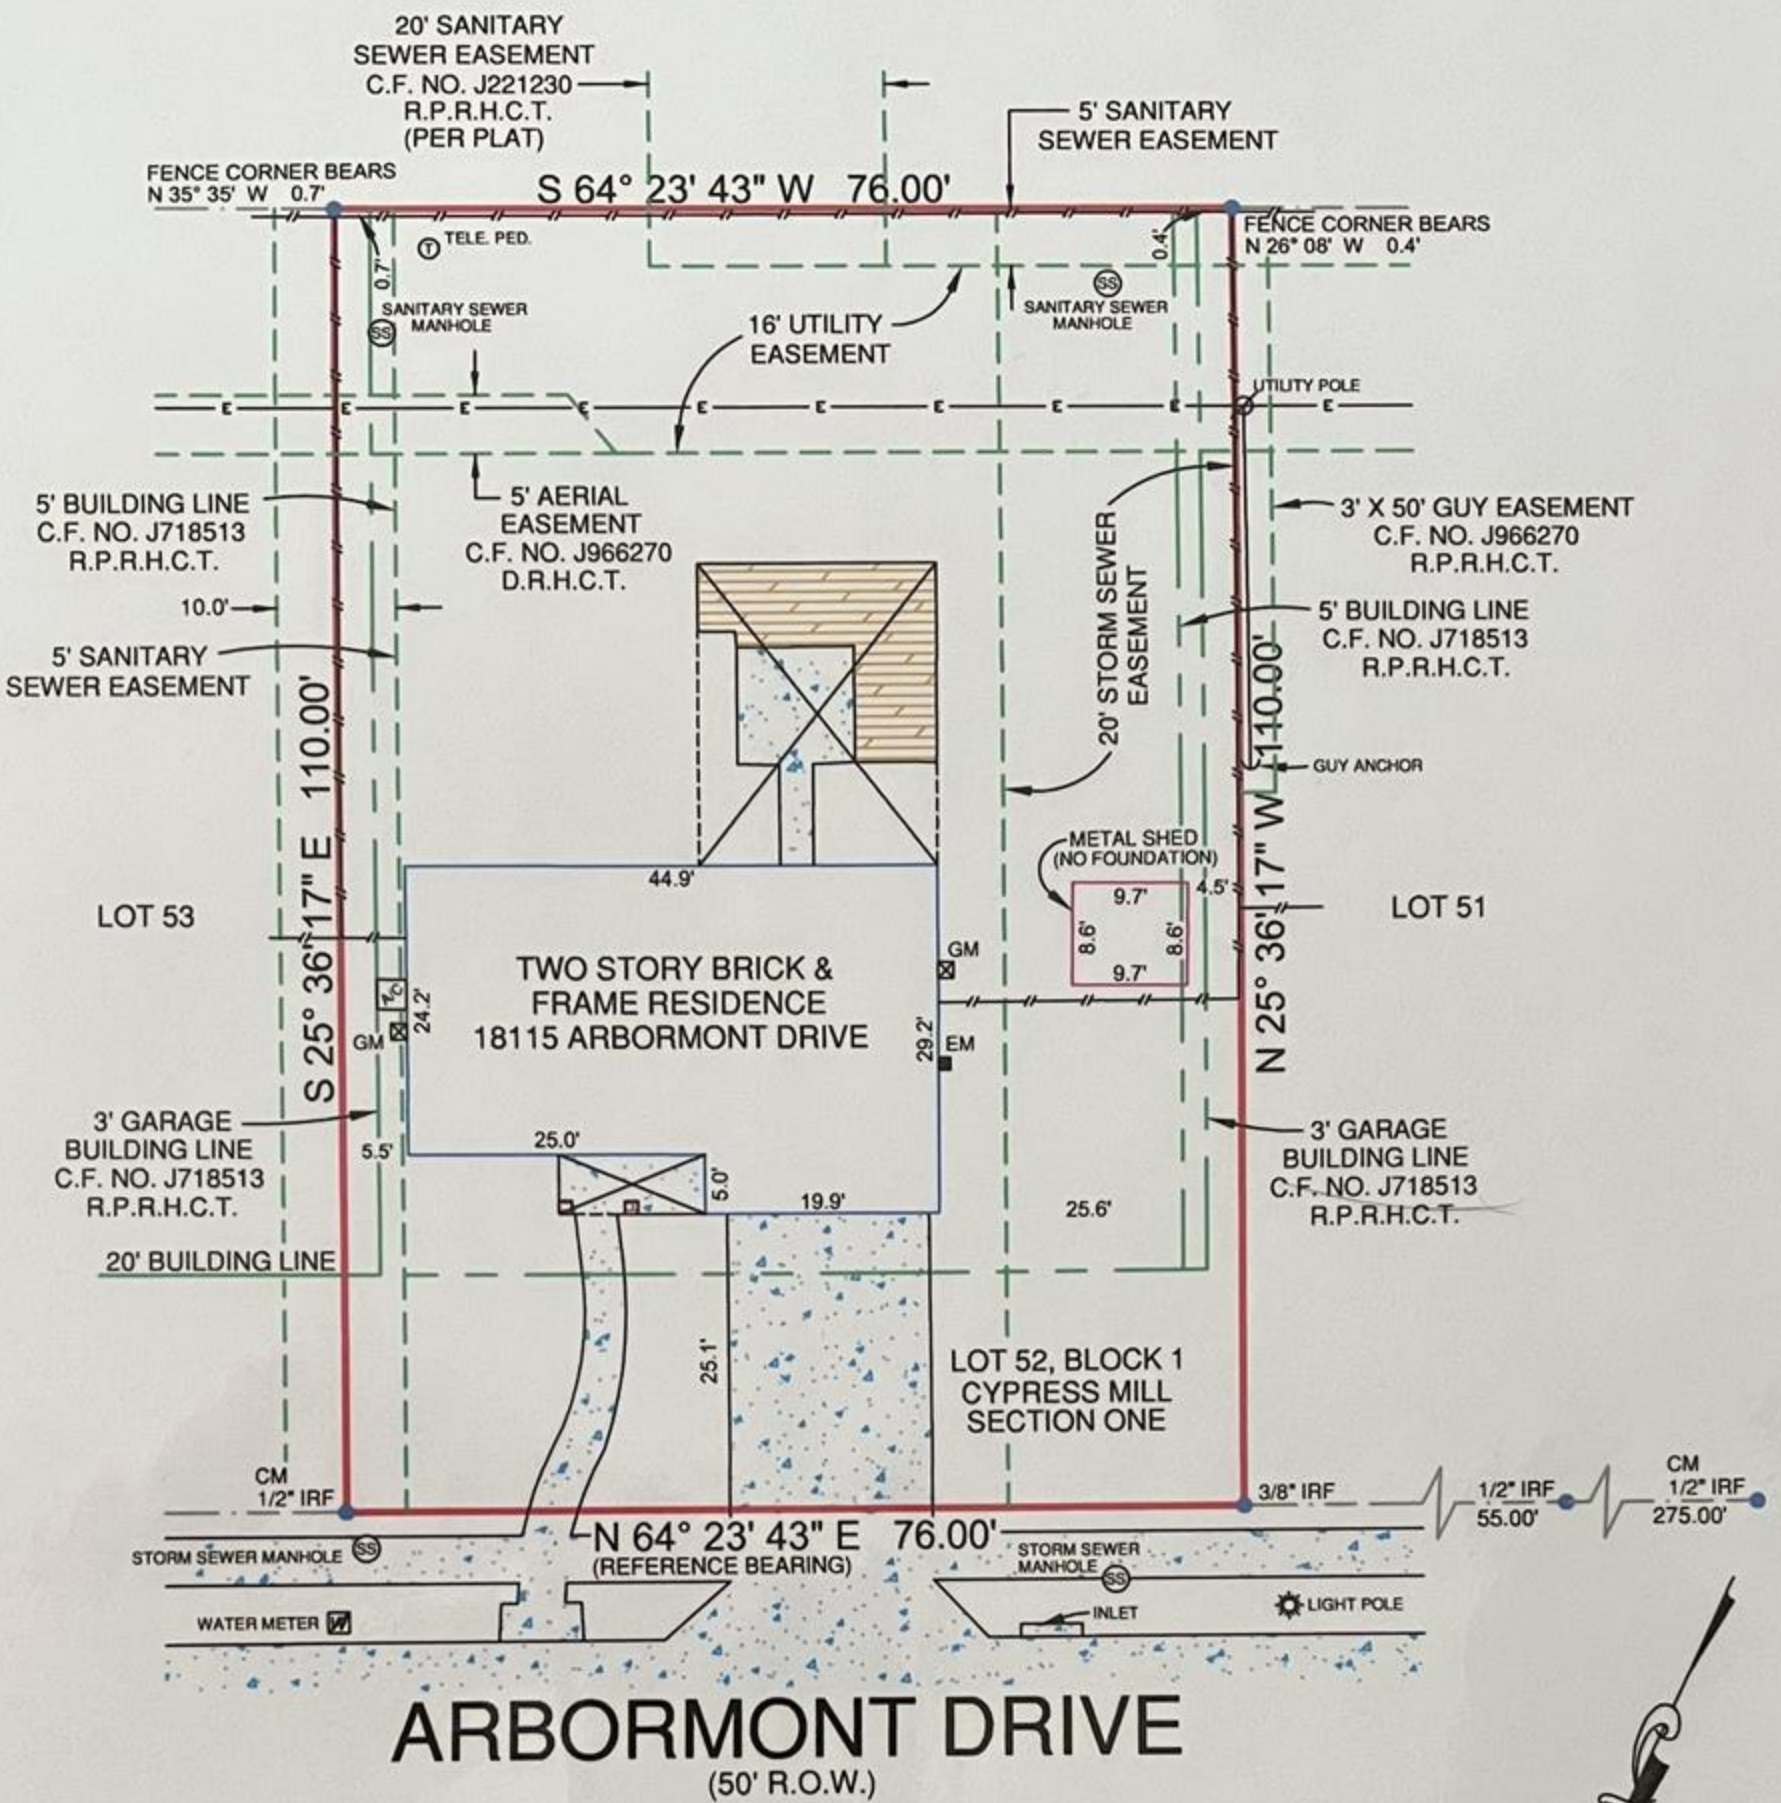 20' SANITARY
SEWER EASEMENT
C.F. NO. J221230
R.P.R.H.C.T.
(PER PLAT)
5' SANITARY
SEWER EASEMENT
FENCE CORNER BEARS
N 35° 35' W 0.7'
S 64° 23' 43" W 76.00'
FENCE CORNER BEARS
N 26° 08' W 0.4'
T TELE. PED.
0.7'
0.4'
SANITARY SEWER
MANHOLE
SS
SS
SANITARY SEWER
MANHOLE
16' UTILITY
EASEMENT
UTILITY POLE
E E E E E E E E E E
5' BUILDING LINE
C.F. NO. J718513
R.P.R.H.C.T.
5' AERIAL
EASEMENT
C.F. NO. J966270
D.R.H.C.T.
20' STORM SEWER
EASEMENT
3' X 50' GUY EASEMENT
C.F. NO. J966270
R.P.R.H.C.T.
10.0'
5' BUILDING LINE
C.F. NO. J718513
R.P.R.H.C.T.
5' SANITARY
SEWER EASEMENT
S 25° 36' 17" E 110.00'
N 25° 36' 17" W 110.00'
GUY ANCHOR
METAL SHED
(NO FOUNDATION)
9.7'
4.5'
8.6'
8.6'
9.7'
44.9'
LOT 53
LOT 51
TWO STORY BRICK &
FRAME RESIDENCE
18115 ARBORMONT DRIVE
GM
EM
24.2'
29.2'
GM
3' GARAGE
BUILDING LINE
C.F. NO. J718513
R.P.R.H.C.T.
5.5'
25.0'
5.0'
19.9'
25.6'
3' GARAGE
BUILDING LINE
C.F. NO. J718513
R.P.R.H.C.T.
20' BUILDING LINE
25.1'
LOT 52, BLOCK 1
CYPRESS MILL
SECTION ONE
CM
1/2" IRF
3/8" IRF
1/2" IRF
55.00'
CM
1/2" IRF
275.00'
N 64° 23' 43" E 76.00'
(REFERENCE BEARING)
STORM SEWER MANHOLE SS
STORM SEWER
MANHOLE
SS
WATER METER W
INLET
LIGHT POLE
ARBORMONT DRIVE
(50' R.O.W.)